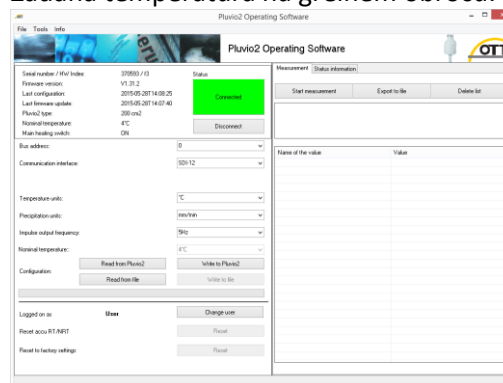 Zadana temperatura na grejnem obroču.
Pluvio2 Operating Software
File Tools Info
Pluvio2 Operating Software
OTT
Serial number / HW Index: 378593 / I3 Status
Firmware version: V1.31.2
Last configuration: 2015-05-28T14:08:25
Connected
Last firmware update: 2015-05-28T14:07:40
Pluvio2 type: 200 cm2
Nominal temperature: 4°C
Disconnect
Main heating switch: ON
Measurement Status information
Start measurement Export to file Delete list
Name of the value Value
Bus address: 0
Communication interface: SDI-12
Temperature units: °C
Precipitation units: mm/min
Impulse output frequency: 5Hz
Nominal temperature: 4°C
Configuration:
Read from Pluvio2 Write to Pluvio2
Read from file Write to file
Logged on as User Change user
Reset accu RT/NRT Reset
Reset to factory settings Reset